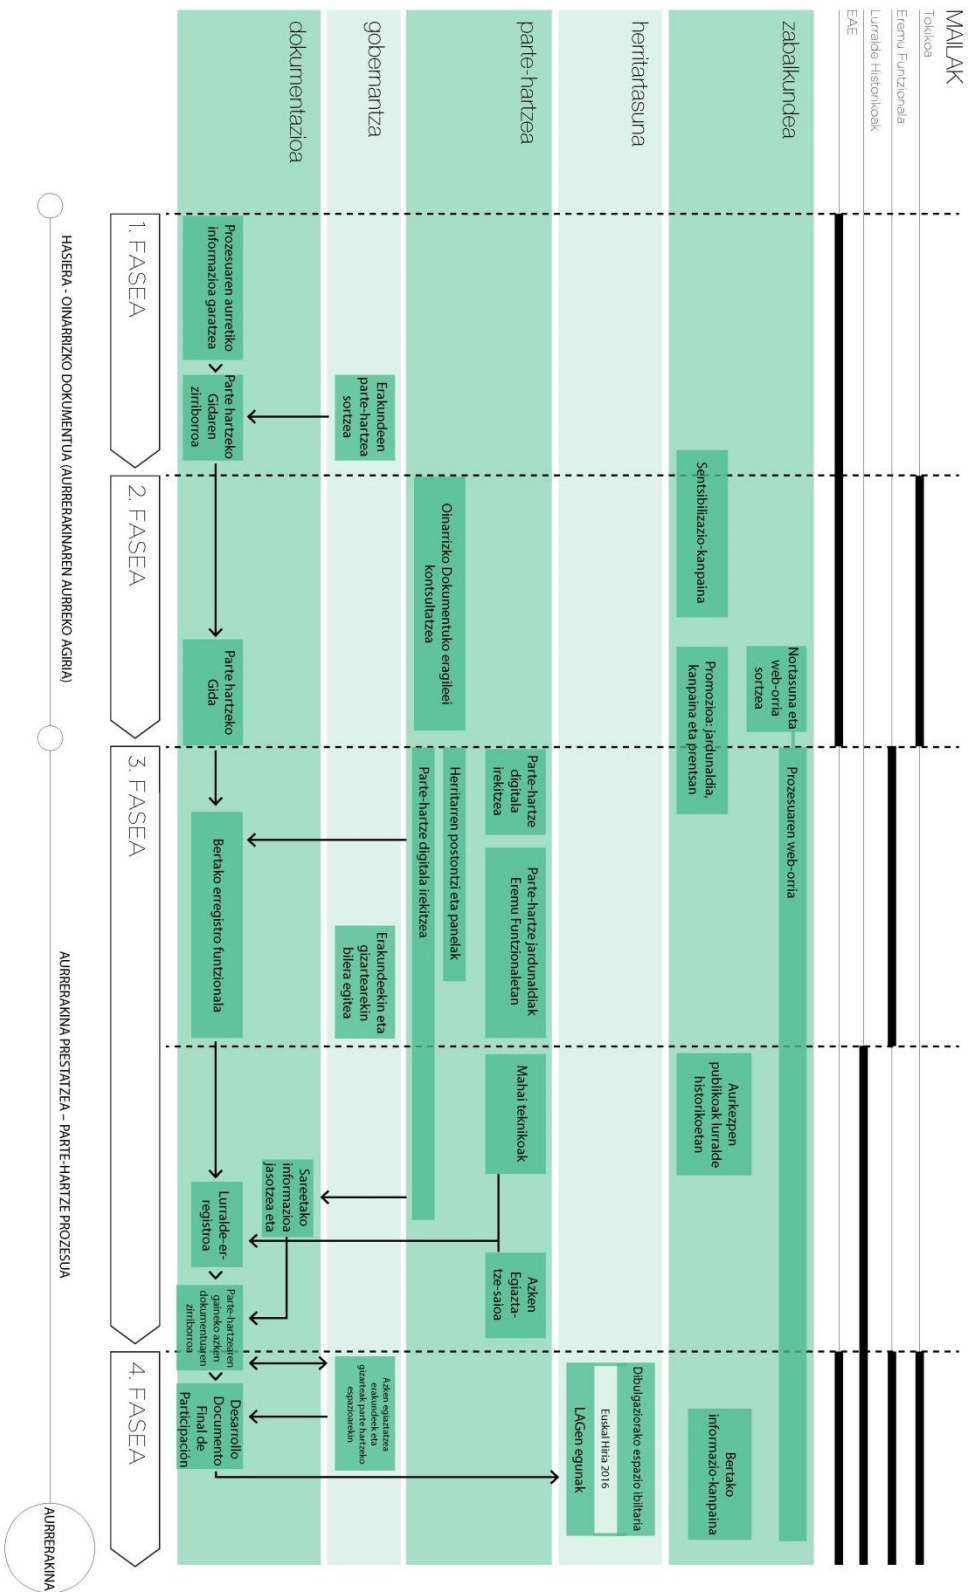 MAILAK
Tokikoa
Eremu Funtzionala
Lurralde Historikoak
EAE
zabalkundea
Sentsibilizazio-kanpaina
Nortasuna eta
web-orria
sortzea
Promozioa: jardunaldia,
kanpaina eta prentsan
Prozesuaren web-orria
Aurkezpen
publikoak lurralde
historikoetan
Bertako
informazio-kanpaina
herritartasuna
Dibulgaziorako espazio ibiltaria
Euskal Hiria 2016
LAGen egunak
parte-hartzea
Oinarrizko Dokumentuko eragileei
kontsultatzea
Parte-hartze
digitala
irekitzea
Parte-hartze jardunaldiak
Eremu Funtzionaletan
Herritarren postontzi eta panelak
Parte-hartze digitala irekitzea
Mahai teknikoak
Azken
Egiazta-
tze-saioa
gobernantza
Erakundeen
parte-hartzea
sortzea
Erakundeekin eta
gizartearekin
bilera egitea
Azken egiaztatzea
erakundeek eta
gizarteak parte hartzeko
espazioarekin
dokumentazioa
Prozesuaren aurretiko
informazioa garatzea
Parte hartzeko
Gidaren
zirriborroa
Parte hartzeko
Gida
Bertako erregistro funtzionala
Sareetako
informazioa
jasotzea eta
Lurralde-er-
registroa
Parte-hartzearen
gaineko azken
dokumentuaren
zirriborroa
Desarrollo
Documento
Final de
Participación
1. FASEA
2. FASEA
3. FASEA
4. FASEA
HASIERA - OINARRIZKO DOKUMENTUA (AURRERAKINAREN AURREKO AGIRIA)
AURRERAKINA PRESTATZEA – PARTE-HARTZE PROZESUA
AURRERAKINA